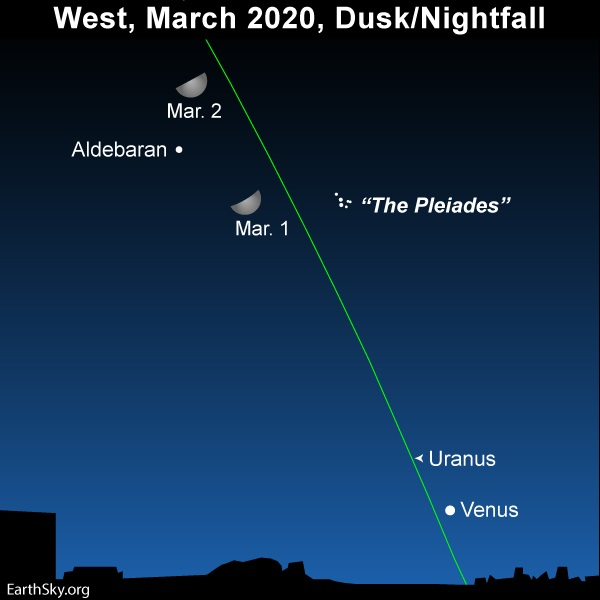 West, March 2020, Dusk/Nightfall
Mar. 2
Aldebaran
"The Pleiades"
Mar. 1
Uranus
Venus
EarthSky.org